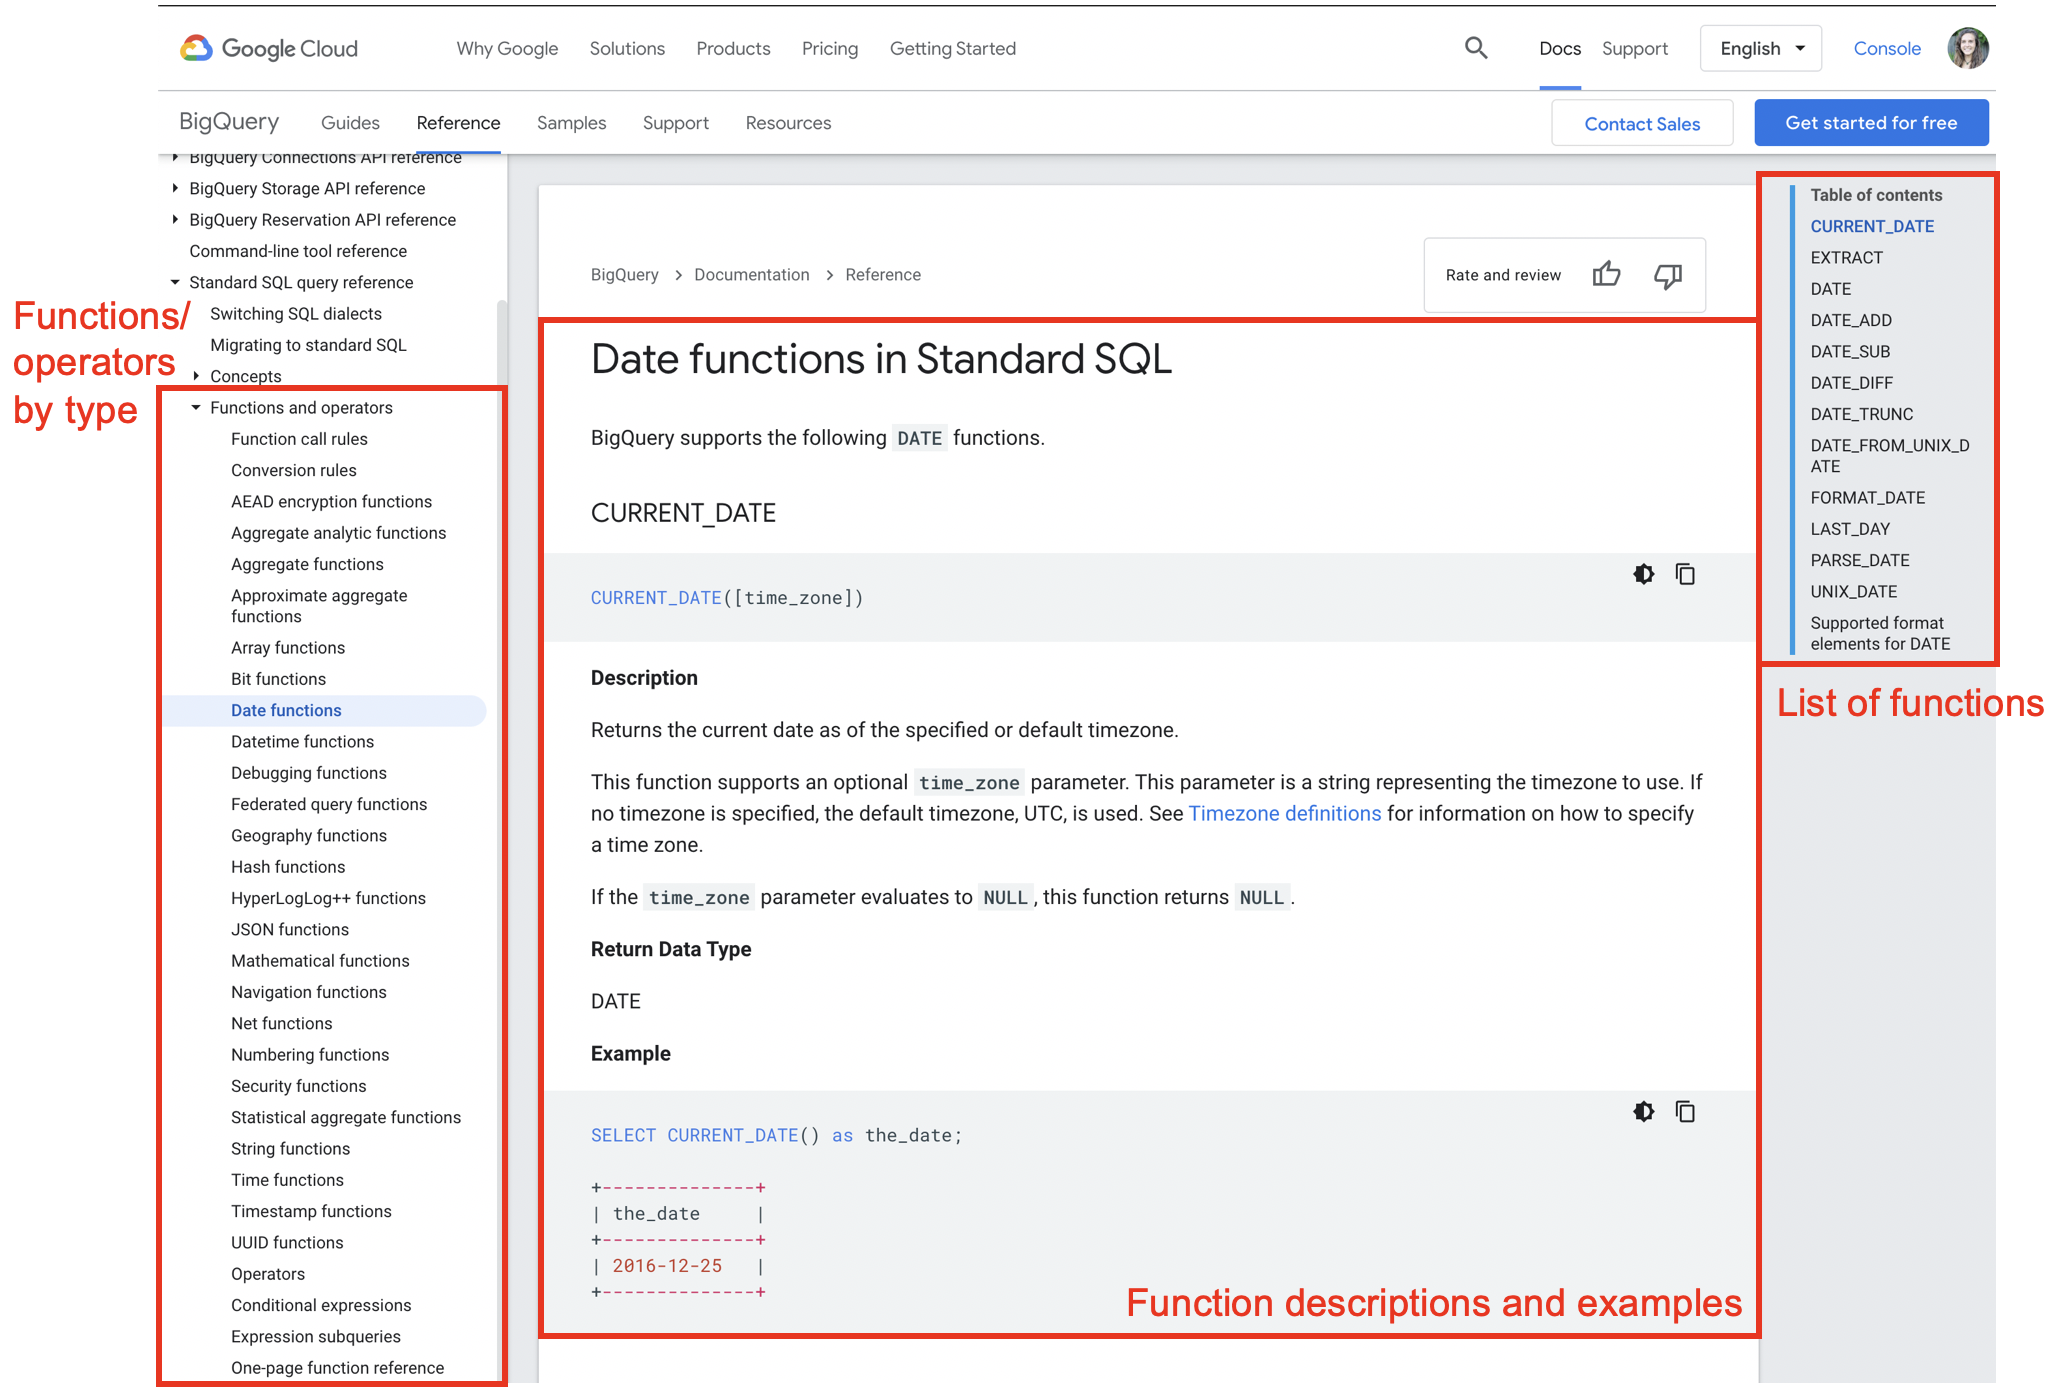 Google Cloud
Why Google
Solutions
Products
Pricing
Getting Started
Docs
Support
English
Console
BigQuery
Guides
Reference
Samples
Support
Resources
Contact Sales
Get started for free
BigQuery Connections API reference
BigQuery Storage API reference
BigQuery Reservation API reference
Command-line tool reference
Standard SQL query reference
Switching SQL dialects
Migrating to standard SQL
Concepts
Functions/
operators
by type
Functions and operators
Function call rules
Conversion rules
AEAD encryption functions
Aggregate analytic functions
Aggregate functions
Approximate aggregate
functions
Array functions
Bit functions
Date functions
Datetime functions
Debugging functions
Federated query functions
Geography functions
Hash functions
HyperLogLog++ functions
JSON functions
Mathematical functions
Navigation functions
Net functions
Numbering functions
Security functions
Statistical aggregate functions
String functions
Time functions
Timestamp functions
UUID functions
Operators
Conditional expressions
Expression subqueries
One-page function reference
BigQuery > Documentation > Reference
Rate and review
Date functions in Standard SQL
BigQuery supports the following DATE functions.
CURRENT_DATE
CURRENT_DATE([time_zone])
Description
Returns the current date as of the specified or default timezone.
This function supports an optional time_zone parameter. This parameter is a string representing the timezone to use. If
no timezone is specified, the default timezone, UTC, is used. See Timezone definitions for information on how to specify
a time zone.
If the time_zone parameter evaluates to NULL, this function returns NULL.
Return Data Type
DATE
Example
SELECT CURRENT_DATE() as the_date;
+--------------+
| the_date     |
+--------------+
| 2016-12-25   |
+--------------+
Function descriptions and examples
Table of contents
CURRENT_DATE
EXTRACT
DATE
DATE_ADD
DATE_SUB
DATE_DIFF
DATE_TRUNC
DATE_FROM_UNIX_D
ATE
FORMAT_DATE
LAST_DAY
PARSE_DATE
UNIX_DATE
Supported format
elements for DATE
List of functions